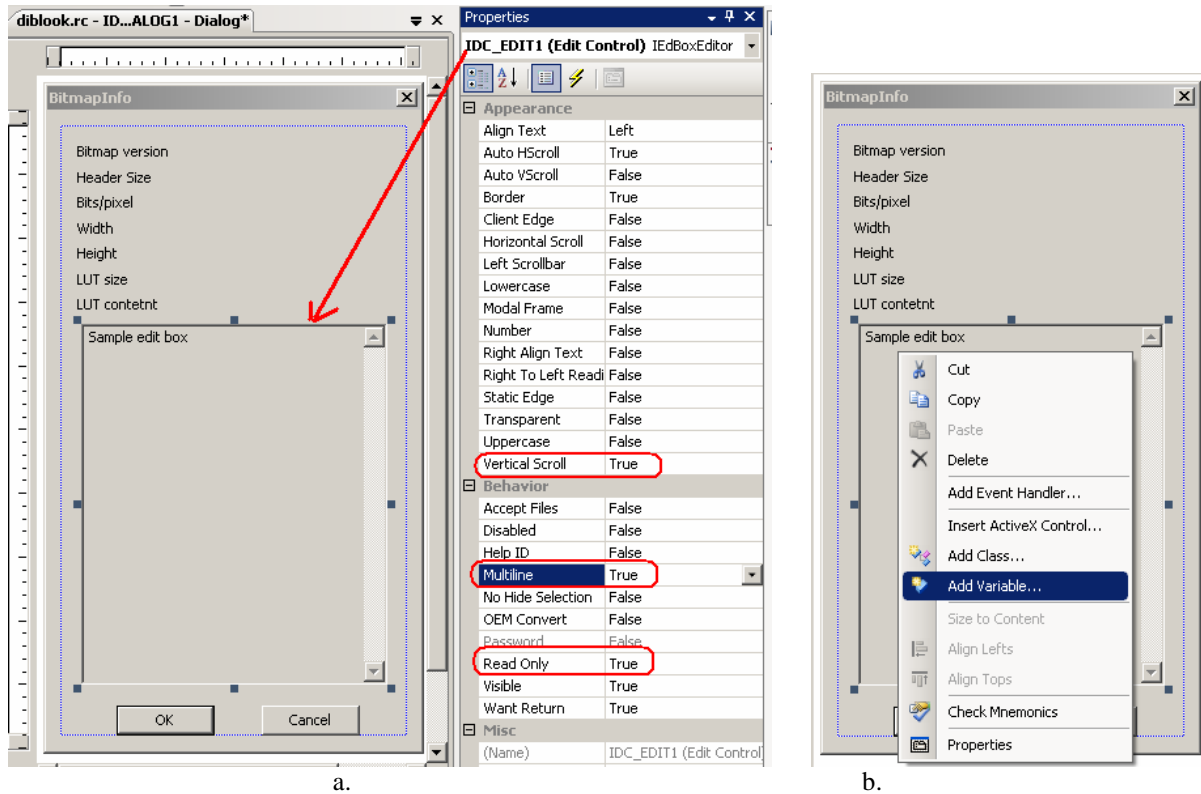 diblook.rc - ID...ALOG1 - Dialog*
BitmapInfo
Bitmap version
Header Size
Bits/pixel
Width
Height
LUT size
LUT contetnt
Sample edit box
OK
Cancel
Properties
IDC_EDIT1 (Edit Control) IEdBoxEditor
Appearance
Align Text Left
Auto HScroll True
Auto VScroll False
Border True
Client Edge False
Horizontal Scroll False
Left Scrollbar False
Lowercase False
Modal Frame False
Number False
Right Align Text False
Right To Left Readi False
Static Edge False
Transparent False
Uppercase False
Vertical Scroll True
Behavior
Accept Files False
Disabled False
Help ID False
Multiline True
No Hide Selection False
OEM Convert False
Password False
Read Only True
Visible True
Want Return True
Misc
(Name) IDC_EDIT1 (Edit Control)
a.
BitmapInfo
Bitmap version
Header Size
Bits/pixel
Width
Height
LUT size
LUT contetnt
Sample edit box
Cut
Copy
Paste
Delete
Add Event Handler...
Insert ActiveX Control...
Add Class...
Add Variable...
Size to Content
Align Lefts
Align Tops
Check Mnemonics
Properties
b.